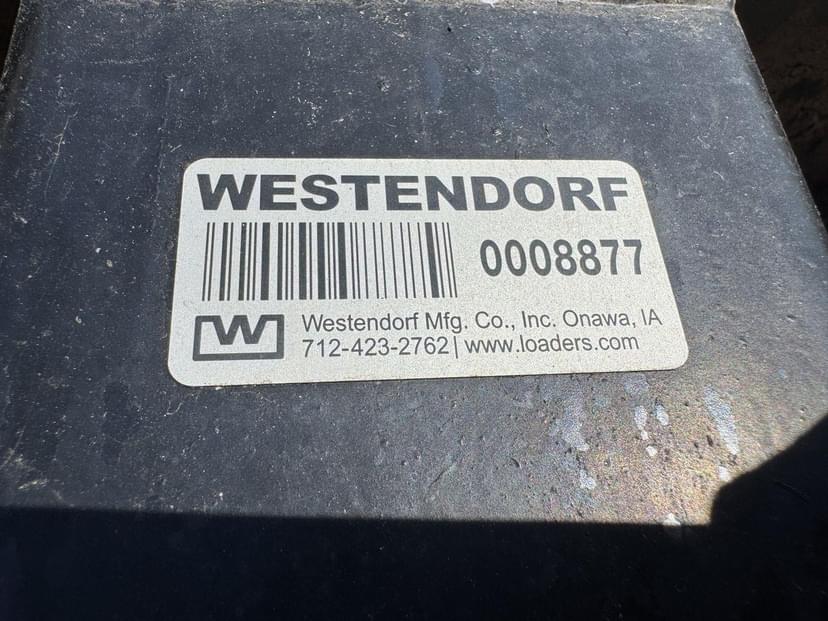 WESTENDORF
0008877
W
Westendorf Mfg. Co., Inc. Onawa, IA
712-423-2762 | www.loaders.com